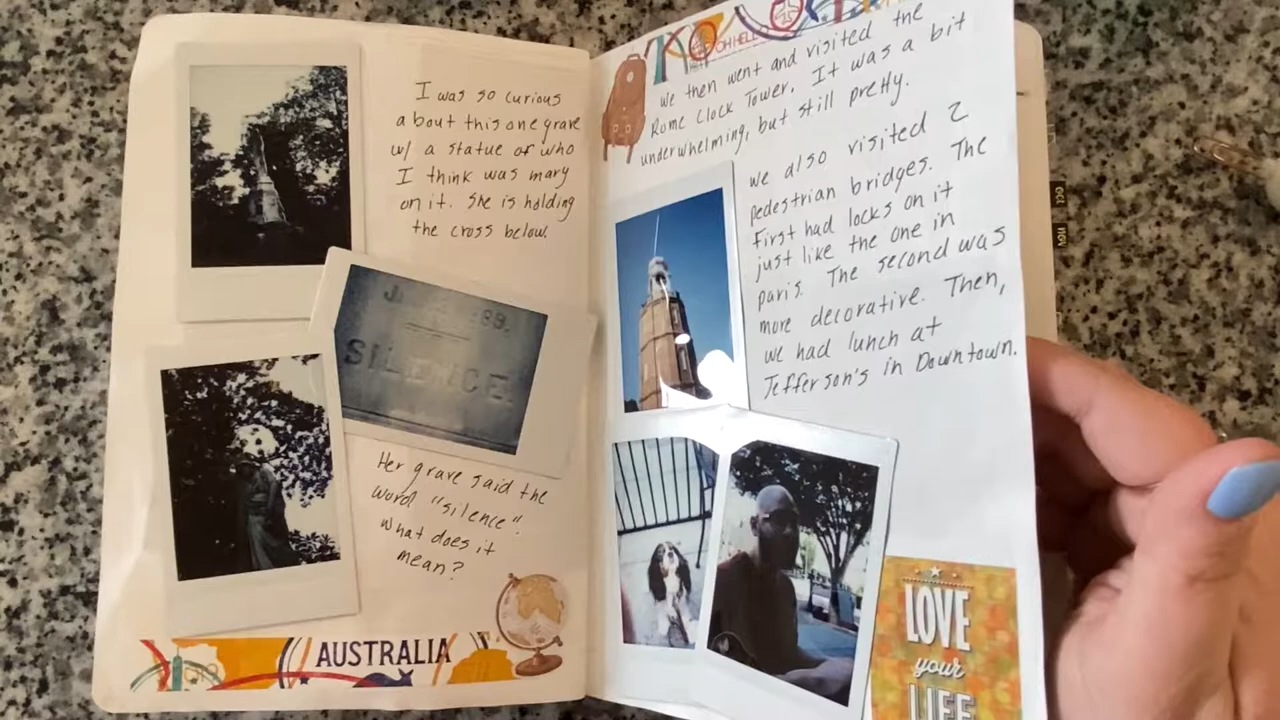 I was so curious
about this one grave
w/ a statue of who
I think was mary
on it. She is holding
the cross below.
SILENCE.
Her grave said the
word "silence".
What does it
mean?
AUSTRALIA
OH HELLO
We then went and visited the
Rome Clock Tower. It was a bit
underwhelming, but still pretty.
we also visited 2
pedestrian bridges. The
first had locks on it
just like the one in
paris. The second was
more decorative. Then,
we had lunch at
Jefferson's in Downtown.
LOVE
your
LIFE
OCT
NOV